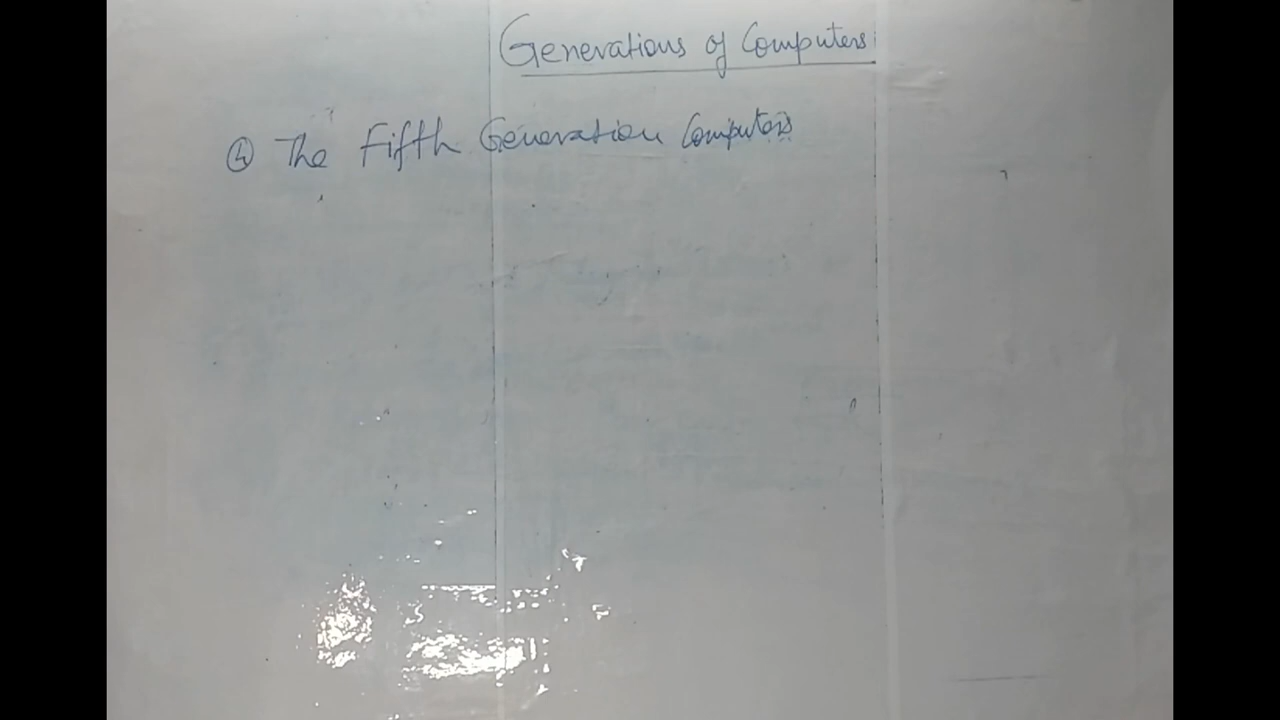 Generations of Computers
④ The Fifth Generation Computers